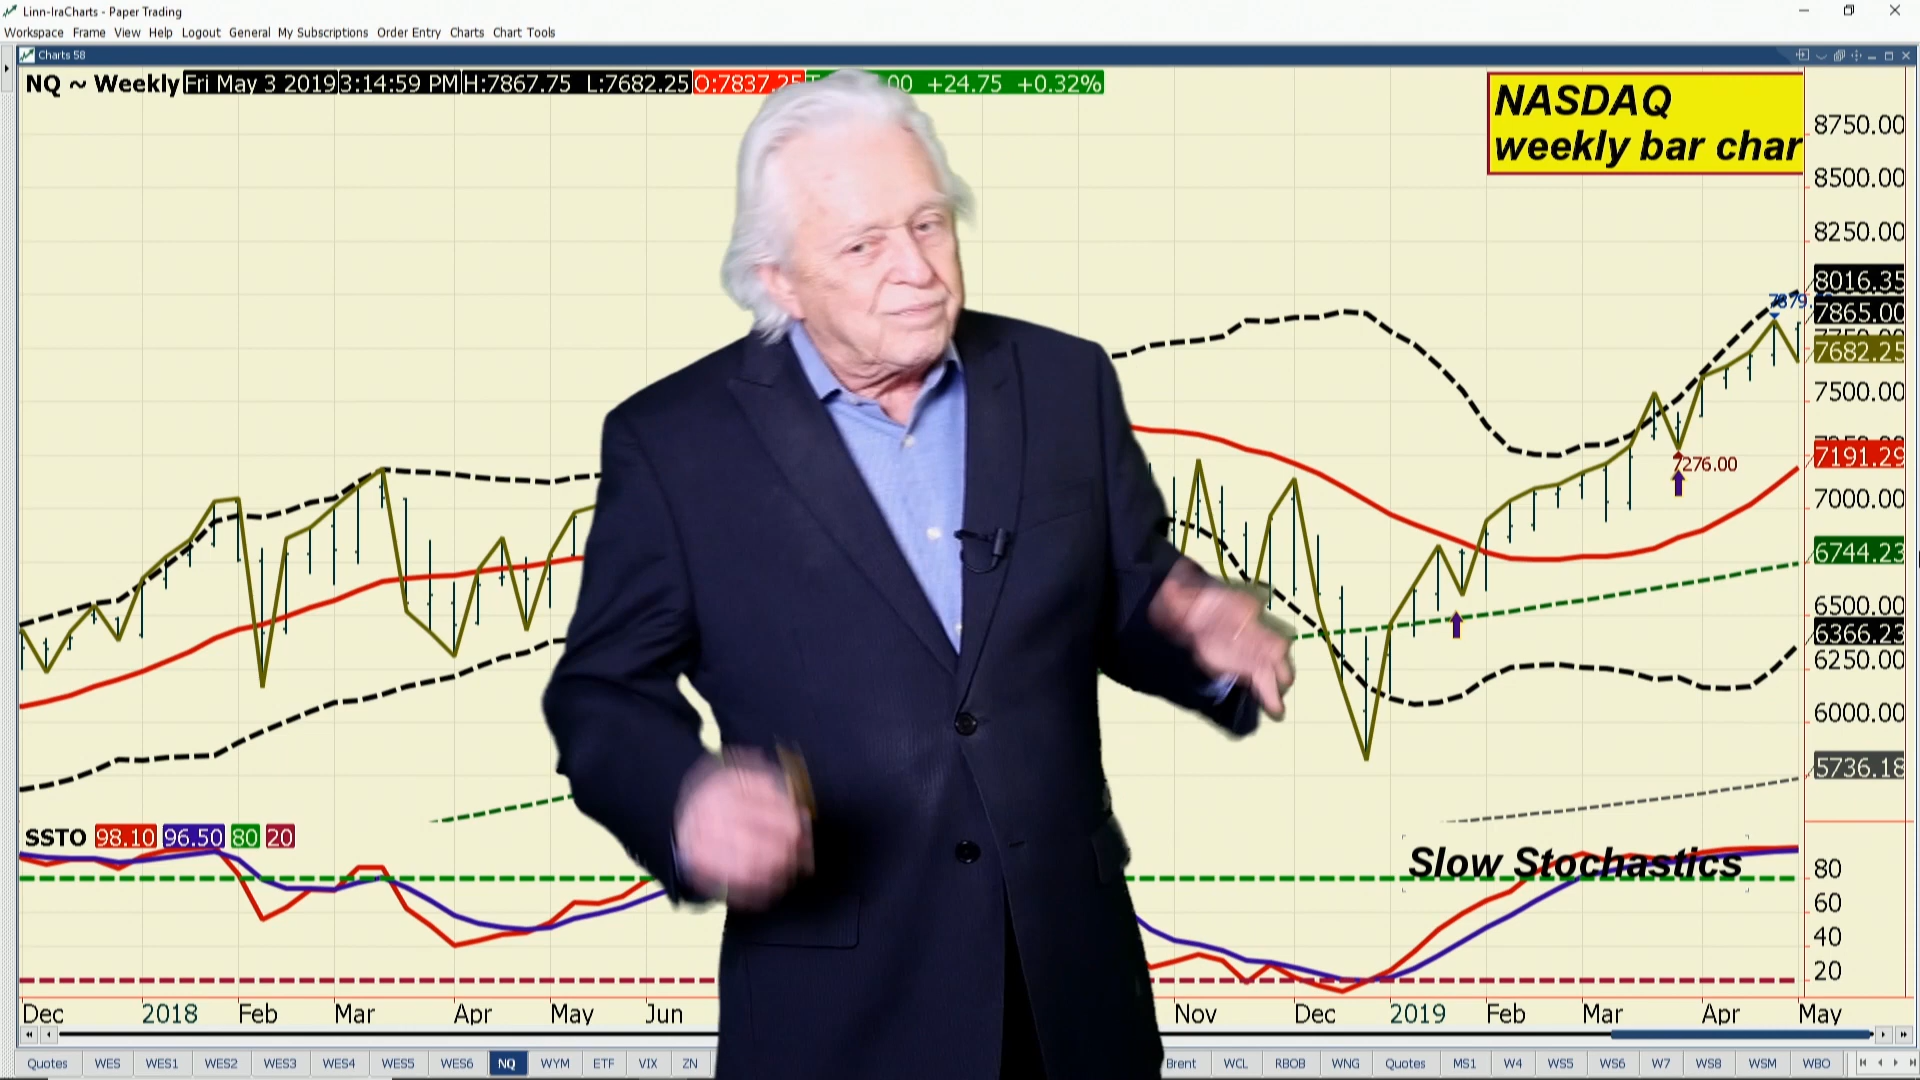 Linn-IraCharts - Paper Trading
Workspace Frame View Help Logout General My Subscriptions Order Entry Charts Chart Tools
Charts 58
NQ ~ Weekly Fri May 3 2019 3:14:59 PM H:7867.75 L:7682.25 O:7837.25 +24.75 +0.32%
NASDAQ
weekly bar char
8750.00
8500.00
8250.00
8016.35
7865.00
7682.25
7500.00
7276.00
7191.29
7000.00
6744.23
6500.00
6366.23
6250.00
6000.00
5736.18
SSTO 98.10 96.50 80 20
Slow Stochastics
80
60
40
20
Dec 2018 Feb Mar Apr May Jun Nov Dec 2019 Feb Mar Apr May
Quotes WES WES1 WES2 WES3 WES4 WES5 WES6 NQ WYM ETF VIX ZN Brent WCL RBOB WNG Quotes MS1 W4 WS5 WS6 W7 WS8 WSM WBO